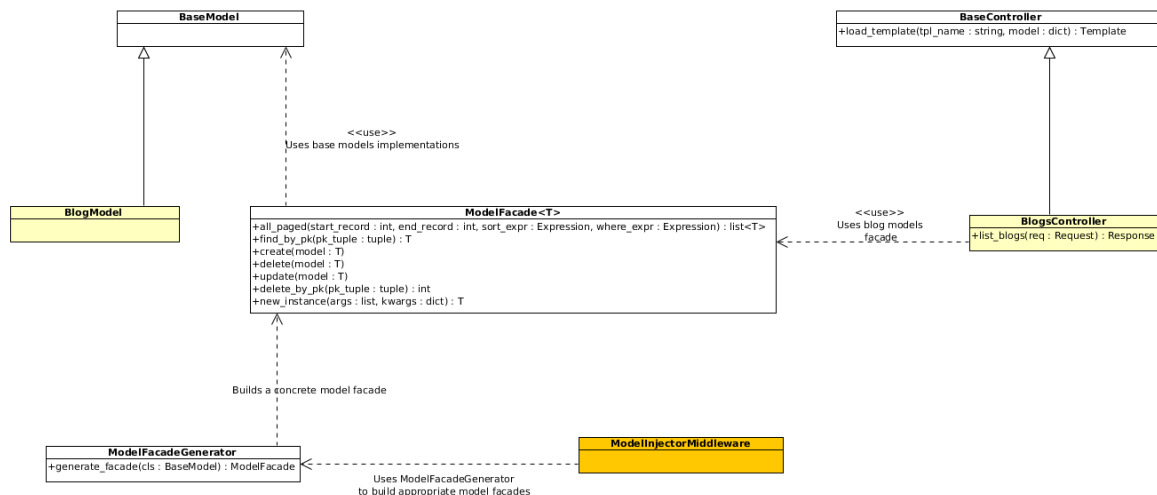 BaseModel
BaseController
+load_template(tpl_name : string, model : dict) : Template
<<use>>
Uses base models implementations
BlogModel
ModelFacade<T>
+all_paged(start_record : int, end_record : int, sort_expr : Expression, where_expr : Expression) : list<T>
+find_by_pk(pk_tuple : tuple) : T
+create(model : T)
+delete(model : T)
+update(model : T)
+delete_by_pk(pk_tuple : tuple) : int
+new_instance(args : list, kwargs : dict) : T
<<use>>
Uses blog models
facade
BlogsController
+list_blogs(req : Request) : Response
Builds a concrete model facade
ModelFacadeGenerator
+generate_facade(cls : BaseModel) : ModelFacade
ModelInjectorMiddleware
Uses ModelFacadeGenerator
to build appropriate model facades